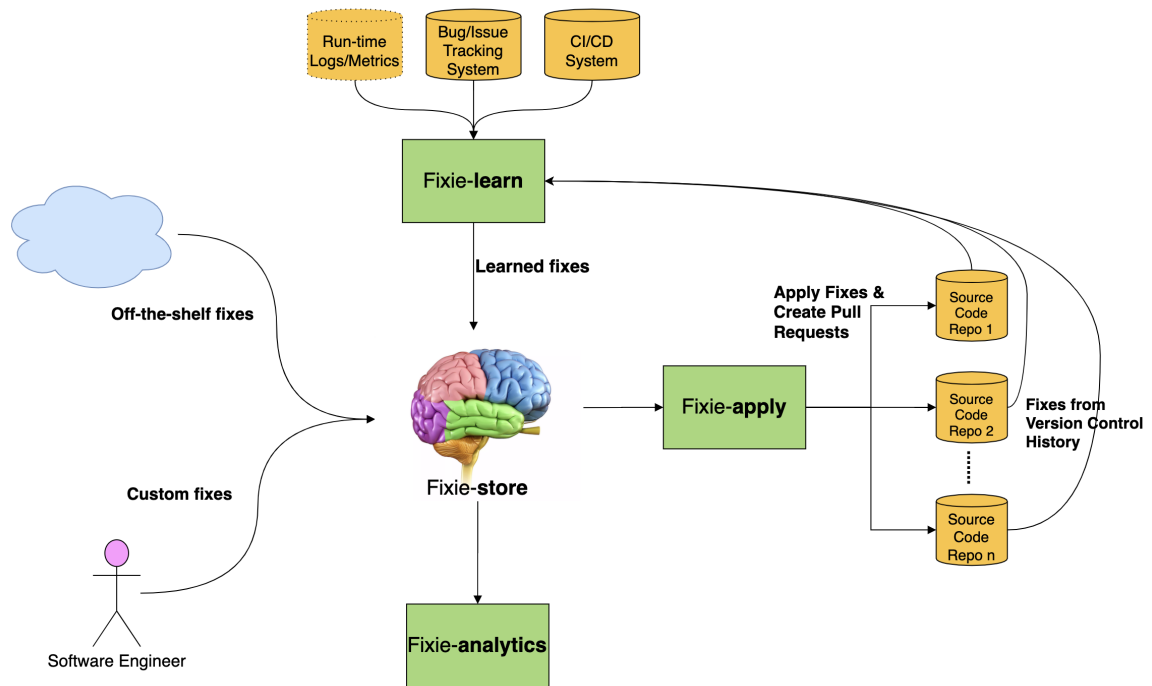 Run-time
Logs/Metrics
Bug/Issue
Tracking
System
CI/CD
System
Fixie-learn
Learned fixes
Off-the-shelf fixes
Apply Fixes &
Create Pull
Requests
Source
Code
Repo 1
Fixie-apply
Source
Code
Repo 2
Fixes from
Version Control
History
Fixie-store
Custom fixes
Source
Code
Repo n
Software Engineer
Fixie-analytics